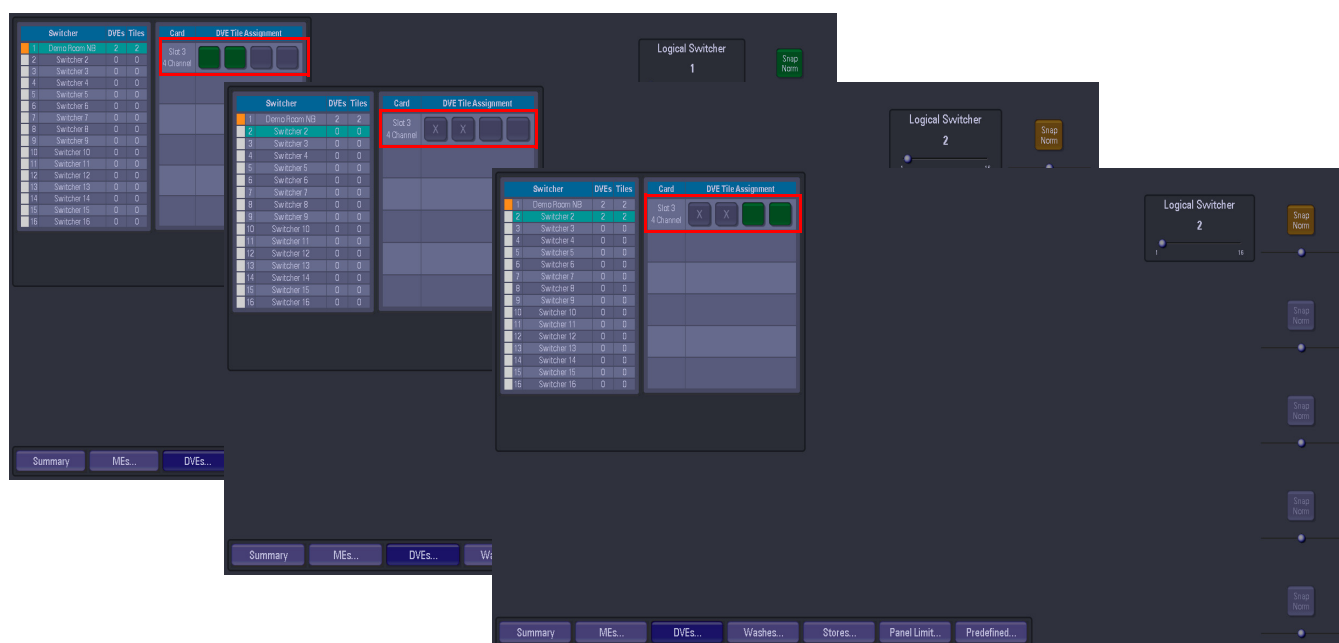 Switcher DVEs Tiles
1 Demo Room NB 2 2
2 Switcher 2 0 0
3 Switcher 3 0 0
4 Switcher 4 0 0
5 Switcher 5 0 0
6 Switcher 6 0 0
7 Switcher 7 0 0
8 Switcher 8 0 0
9 Switcher 9 0 0
10 Switcher 10 0 0
11 Switcher 11 0 0
12 Switcher 12 0 0
13 Switcher 13 0 0
14 Switcher 14 0 0
15 Switcher 15 0 0
16 Switcher 16 0 0
Card DVE Tile Assignment
Slot 3
4 Channel
Logical Switcher
1
Snap
Norm
Summary MEs... DVEs...
Switcher DVEs Tiles
1 Demo Room NB 2 2
2 Switcher 2 0 0
3 Switcher 3 0 0
4 Switcher 4 0 0
5 Switcher 5 0 0
6 Switcher 6 0 0
7 Switcher 7 0 0
8 Switcher 8 0 0
9 Switcher 9 0 0
10 Switcher 10 0 0
11 Switcher 11 0 0
12 Switcher 12 0 0
13 Switcher 13 0 0
14 Switcher 14 0 0
15 Switcher 15 0 0
16 Switcher 16 0 0
Card DVE Tile Assignment
Slot 3
4 Channel X X
Logical Switcher
2
Snap
Norm
Summary MEs... DVEs...
Switcher DVEs Tiles
1 Demo Room NB 2 2
2 Switcher 2 2 2
3 Switcher 3 0 0
4 Switcher 4 0 0
5 Switcher 5 0 0
6 Switcher 6 0 0
7 Switcher 7 0 0
8 Switcher 8 0 0
9 Switcher 9 0 0
10 Switcher 10 0 0
11 Switcher 11 0 0
12 Switcher 12 0 0
13 Switcher 13 0 0
14 Switcher 14 0 0
15 Switcher 15 0 0
16 Switcher 16 0 0
Card DVE Tile Assignment
Slot 3
4 Channel X X
Logical Switcher
2
1 16
Snap
Norm
Snap
Norm
Snap
Norm
Snap
Norm
Snap
Norm
Summary MEs... DVEs... Washes... Stores... Panel Limit... Predefined...